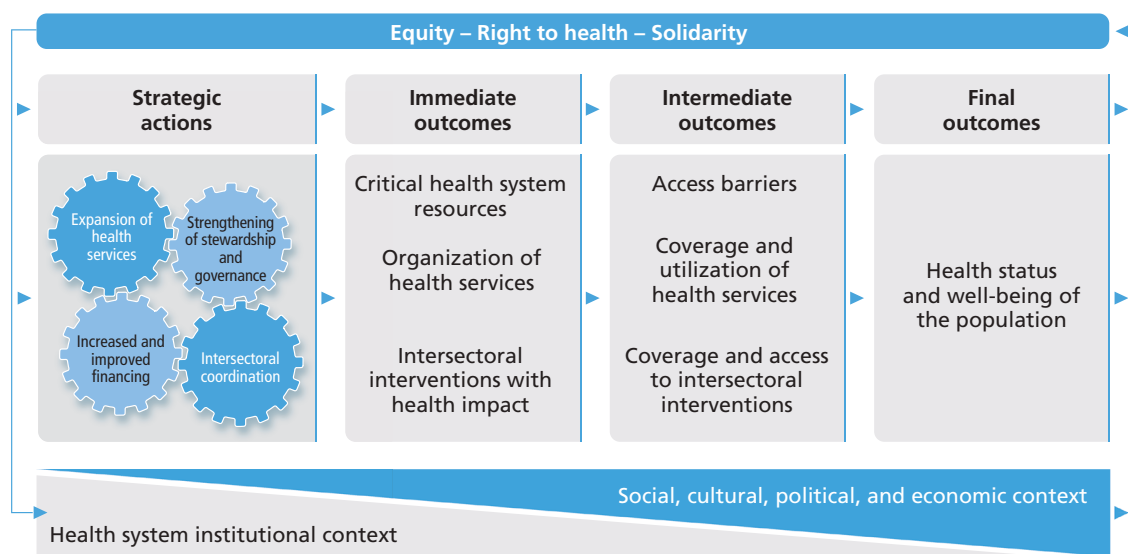 Equity – Right to health – Solidarity
Strategic
actions
Immediate
outcomes
Intermediate
outcomes
Final
outcomes
Expansion of
health
services
Strengthening
of stewardship
and
governance
Increased and
improved
financing
Intersectoral
coordination
Critical health system
resources
Organization of
health services
Intersectoral
interventions with
health impact
Access barriers
Coverage and
utilization of
health services
Coverage and access
to intersectoral
interventions
Health status
and well-being of
the population
Social, cultural, political, and economic context
Health system institutional context